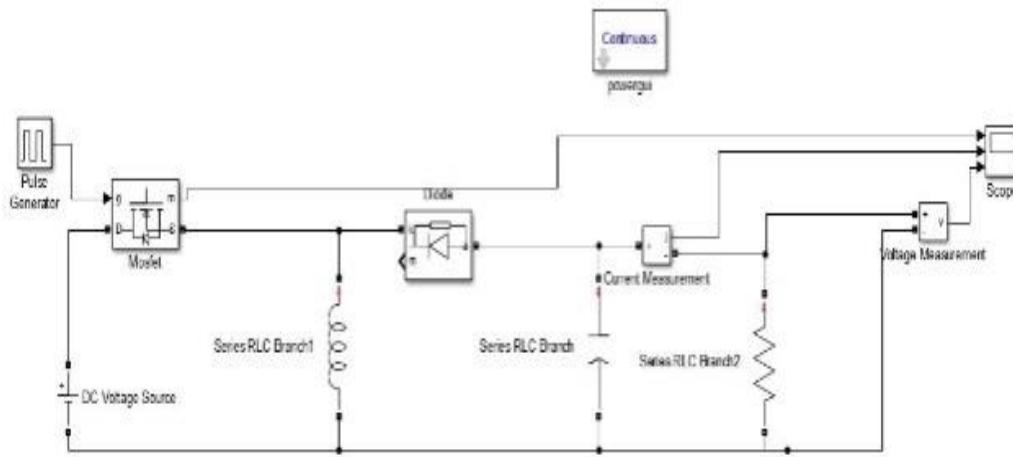 Continuous
powergui
Pulse
Generator
g
m
D
S
Mosfet
Diode
m
Scope
+
v
Voltage Measurement
Current Measurement
Series RLC Branch1
Series RLC Branch
Series RLC Branch2
+
DC Voltage Source